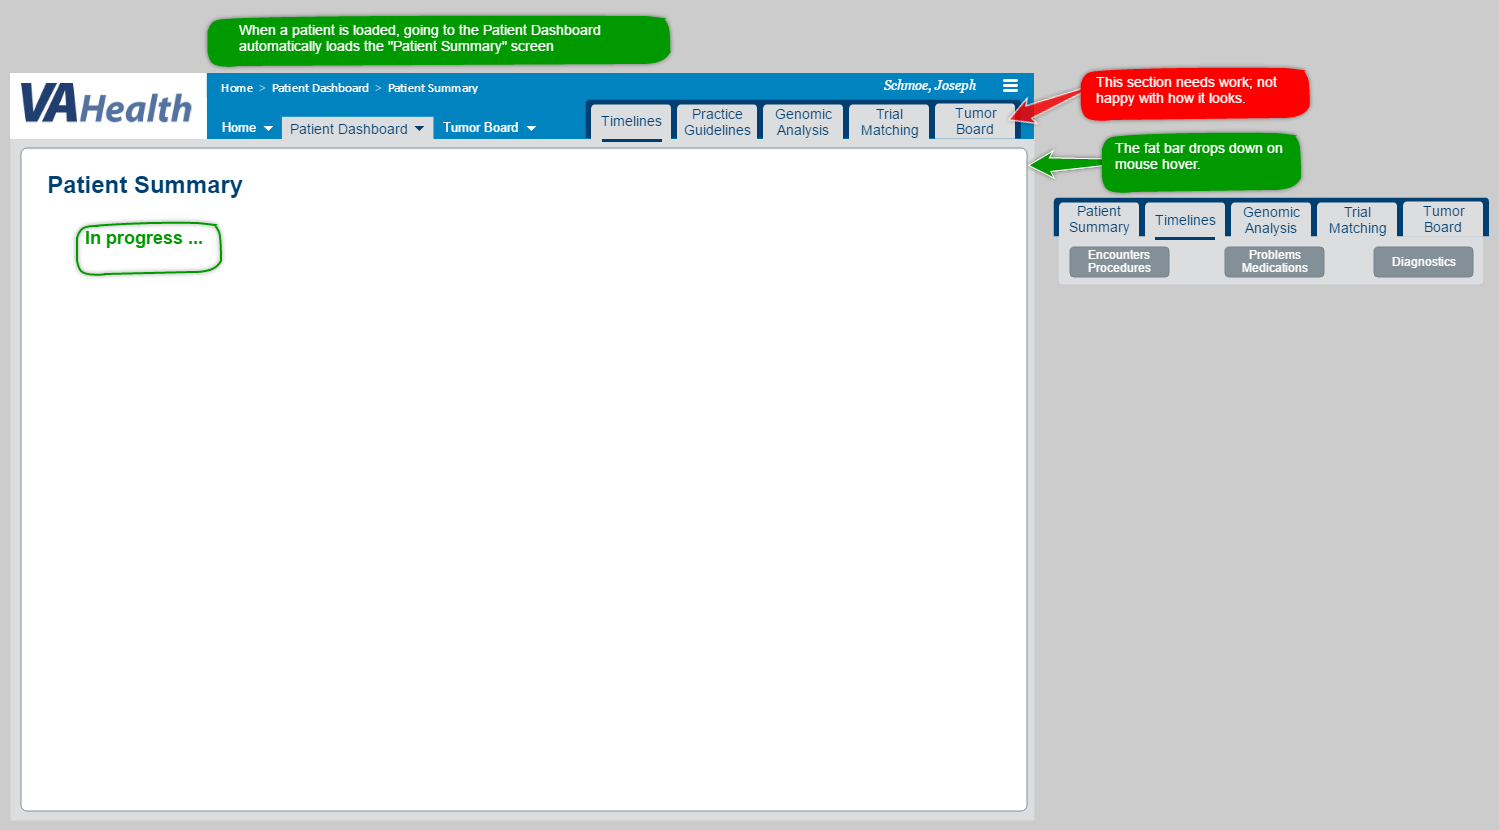 When a patient is loaded, going to the Patient Dashboard
automatically loads the "Patient Summary" screen
VA Health
Home > Patient Dashboard > Patient Summary
Schmoe, Joseph
Home
Patient Dashboard
Tumor Board
Timelines
Practice
Guidelines
Genomic
Analysis
Trial
Matching
Tumor
Board
This section needs work; not
happy with how it looks.
The fat bar drops down on
mouse hover.
Patient Summary
In progress ...
Patient
Summary
Timelines
Genomic
Analysis
Trial
Matching
Tumor
Board
Encounters
Procedures
Problems
Medications
Diagnostics